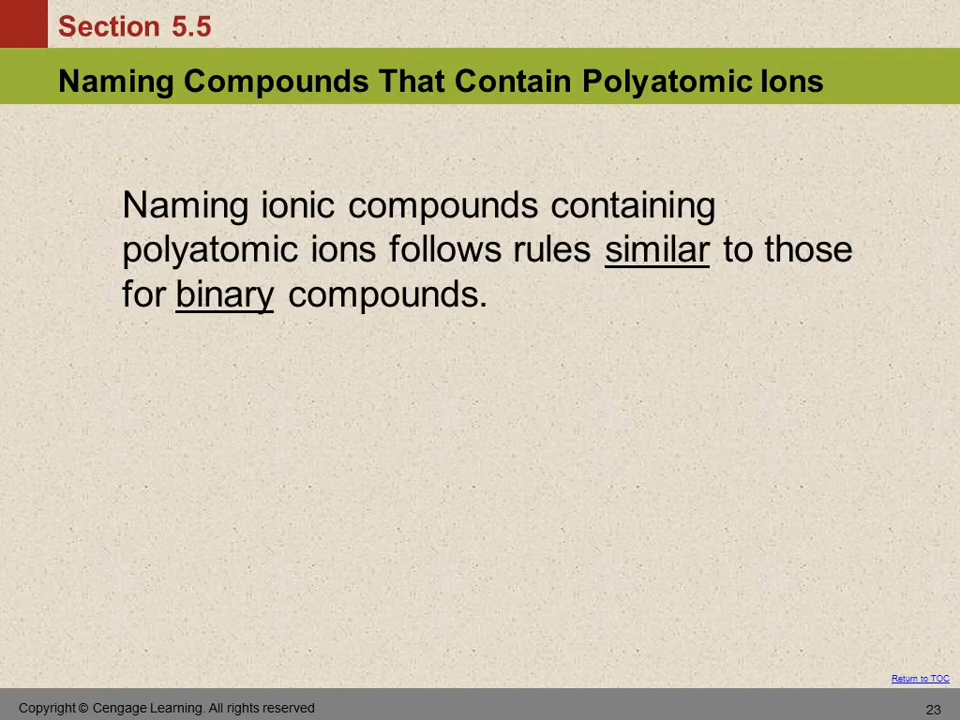 Section 5.5
Naming Compounds That Contain Polyatomic Ions
Naming ionic compounds containing
polyatomic ions follows rules similar to those
for binary compounds.
Return to TOC
Copyright © Cengage Learning. All rights reserved
23